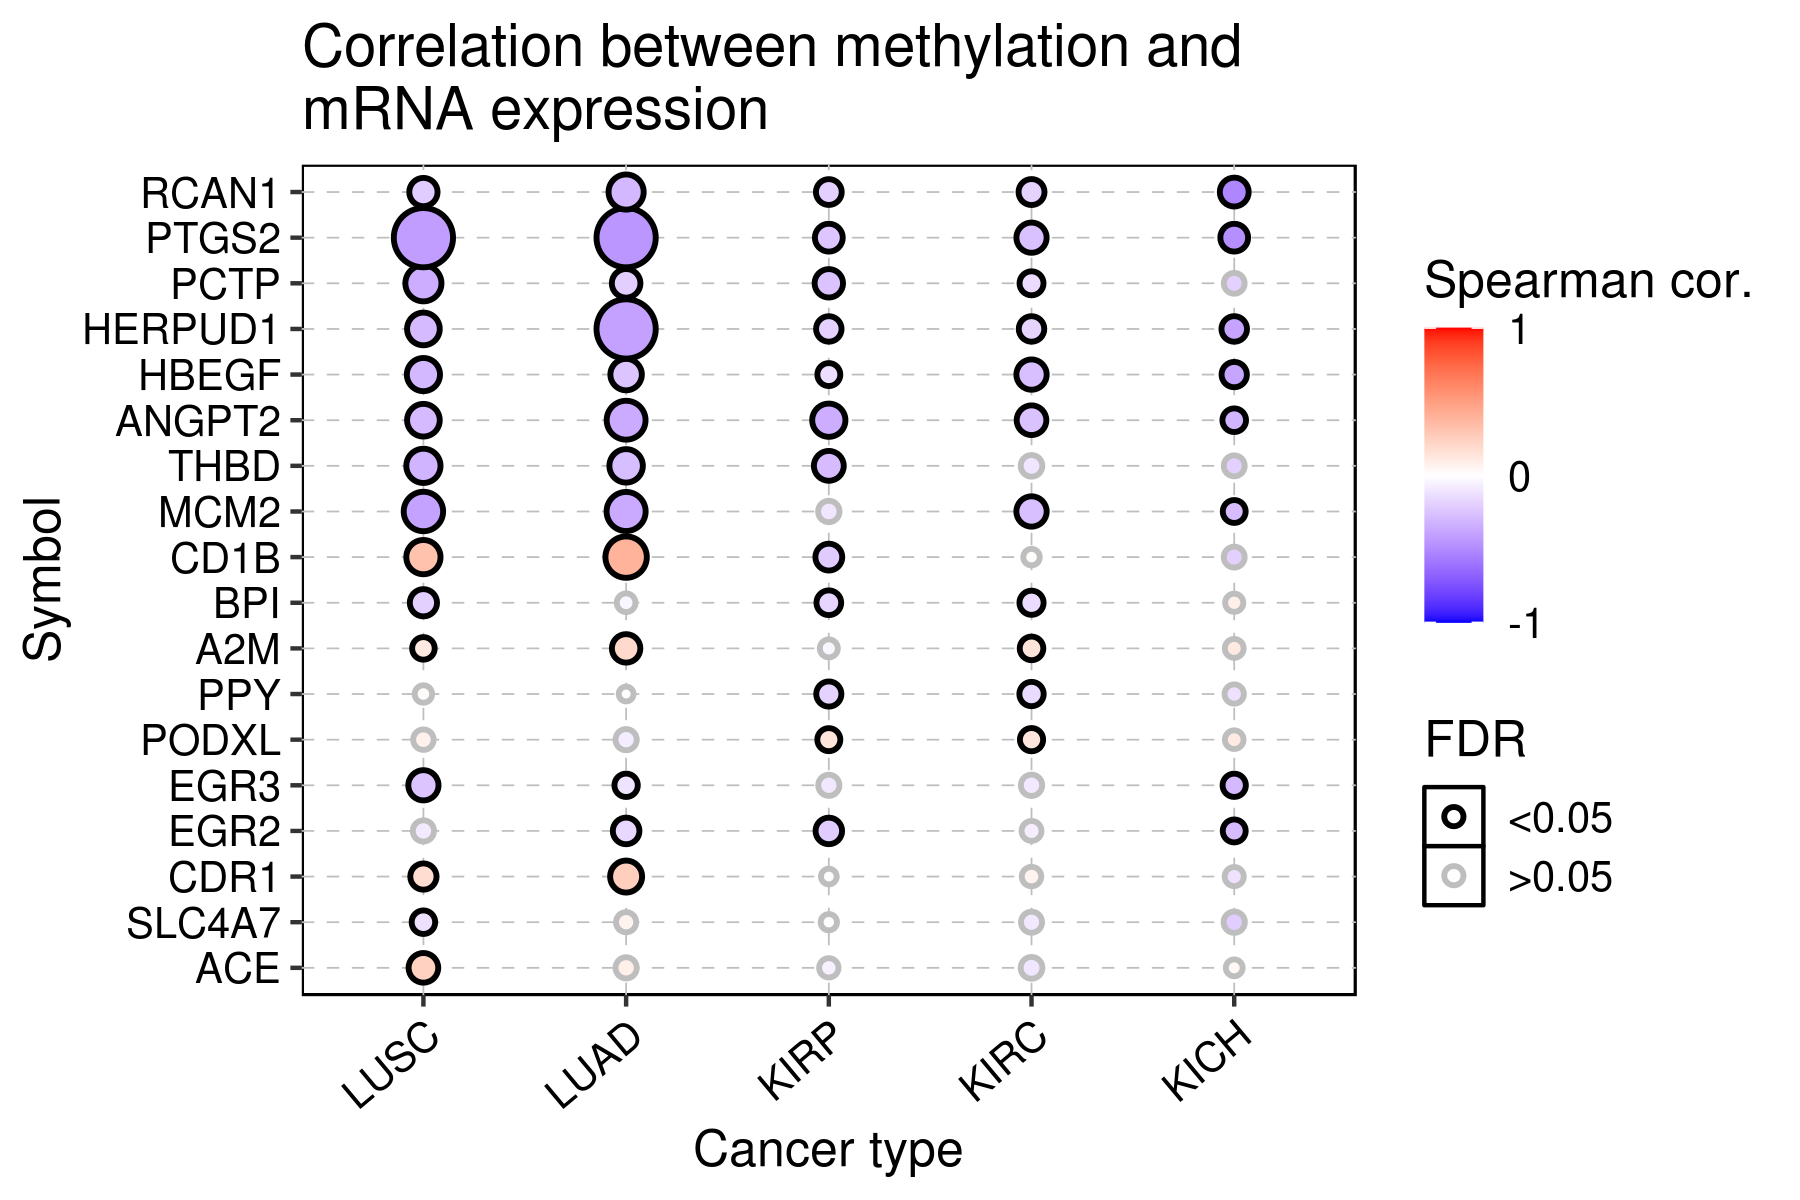 Correlation between methylation and
mRNA expression
Symbol
RCAN1
PTGS2
PCTP
HERPUD1
HBEGF
ANGPT2
THBD
MCM2
CD1B
BPI
A2M
PPY
PODXL
EGR3
EGR2
CDR1
SLC4A7
ACE
LUSC
LUAD
KIRP
KIRC
KICH
Cancer type
Spearman cor.
1
0
-1
FDR
<0.05
>0.05